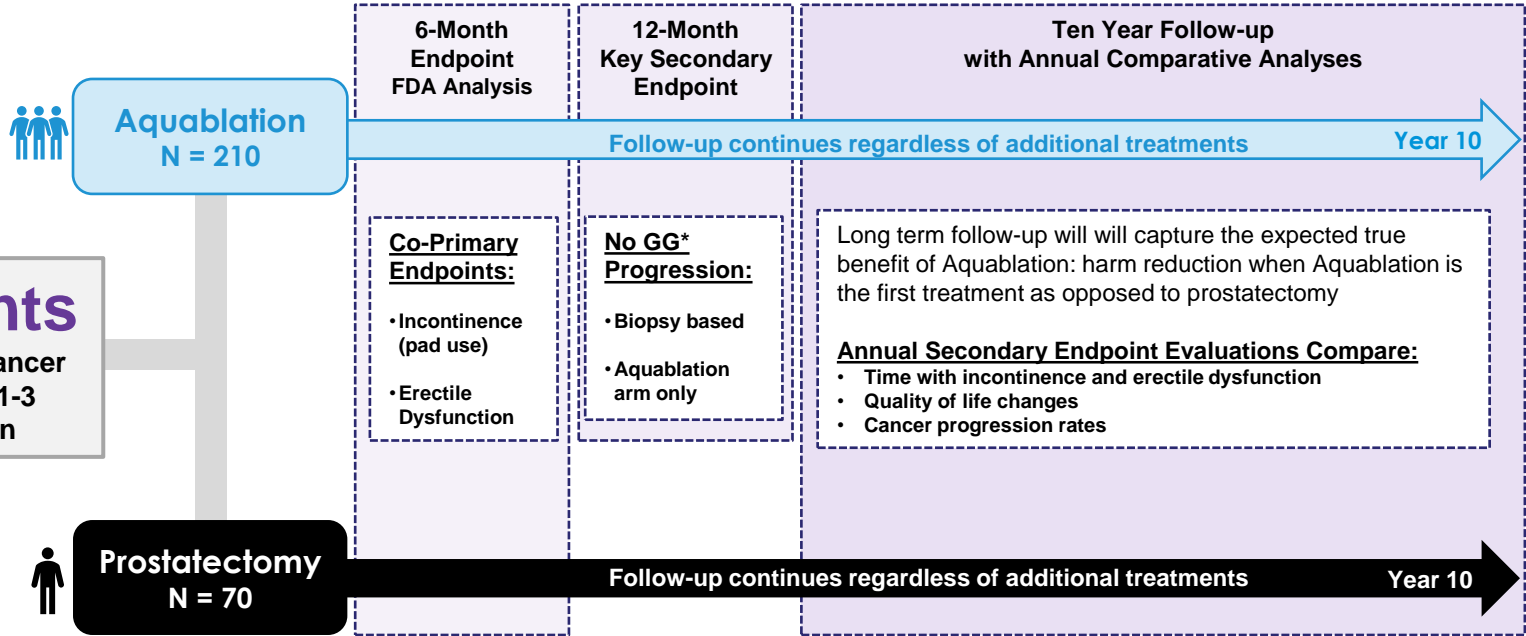 6-Month
Endpoint
FDA Analysis
12-Month
Key Secondary
Endpoint
Ten Year Follow-up
with Annual Comparative Analyses
Aquablation
N = 210
Follow-up continues regardless of additional treatments
Year 10
Co-Primary
Endpoints:
• Incontinence
(pad use)
• Erectile
Dysfunction
No GG*
Progression:
• Biopsy based
• Aquablation
arm only
Long term follow-up will will capture the expected true
benefit of Aquablation: harm reduction when Aquablation is
the first treatment as opposed to prostatectomy
Annual Secondary Endpoint Evaluations Compare:
• Time with incontinence and erectile dysfunction
• Quality of life changes
• Cancer progression rates
nts
ancer
1-3
n
Prostatectomy
N = 70
Follow-up continues regardless of additional treatments
Year 10